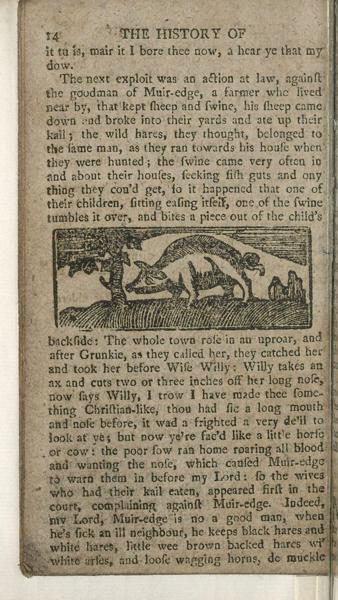 14 THE HISTORY OF
it tu is, mair it I bore thee now, a hear ye that my
dow.
The next exploit was an action at law, againſt
the goodman of Muir-edge, a farmer who lived
near by, that kept ſheep and ſwine, his ſheep came
down and broke into their yards and ate up their
kail; the wild hares, they thought, belonged to
the ſame man, as they ran towards his houſe when
they were hunted; the ſwine came very often in
and about their houſes, ſeeking fiſh guts and ony
thing they cou'd get, ſo it happened that one of
their children, ſitting eaſing itſelf, one of the ſwine
tumbles it over, and bites a piece out of the child's
backſide: The whole town roſe in an uproar, and
after Grunkie, as they called her, they catched her
and took her before Wiſe Willy: Willy takes an
ax and cuts two or three inches off her long noſe,
now ſays Willy, I trow I have made thee ſome-
thing Chriſtian-like, thou had ſic a long mouth
and noſe before, it wad a frighted a very de'il to
look at ye; but now ye're fac'd like a little horſe
or cow: the poor ſow ran home roaring all blood
and wanting the noſe, which cauſed Muir-edge
to warn them in before my Lord: ſo the wives
who had their kail eaten, appeared firſt in the
court, complaining againſt Muir-edge. Indeed,
my Lord, Muir-edge is no a good man, when
he's ſick an ill neighbour, he keeps black hares and
white hares, little wee brown backed hares wi'
white arſes, and looſe wagging horns, de muckle